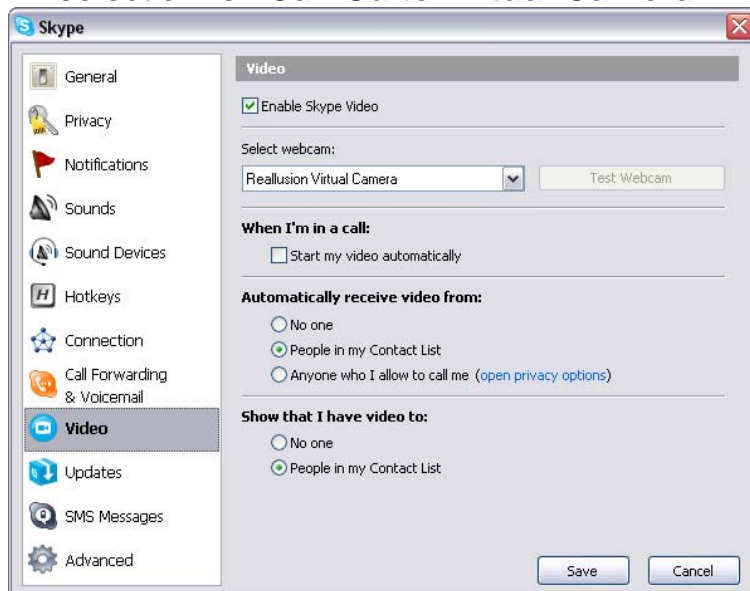 Skype
General
Privacy
Notifications
Sounds
Sound Devices
H Hotkeys
Connection
Call Forwarding
& Voicemail
Video
Updates
SMS Messages
Advanced
Video
Enable Skype Video
Select webcam:
Reallusion Virtual Camera
Test Webcam
When I'm in a call:
Start my video automatically
Automatically receive video from:
No one
People in my Contact List
Anyone who I allow to call me (open privacy options)
Show that I have video to:
No one
People in my Contact List
Save
Cancel